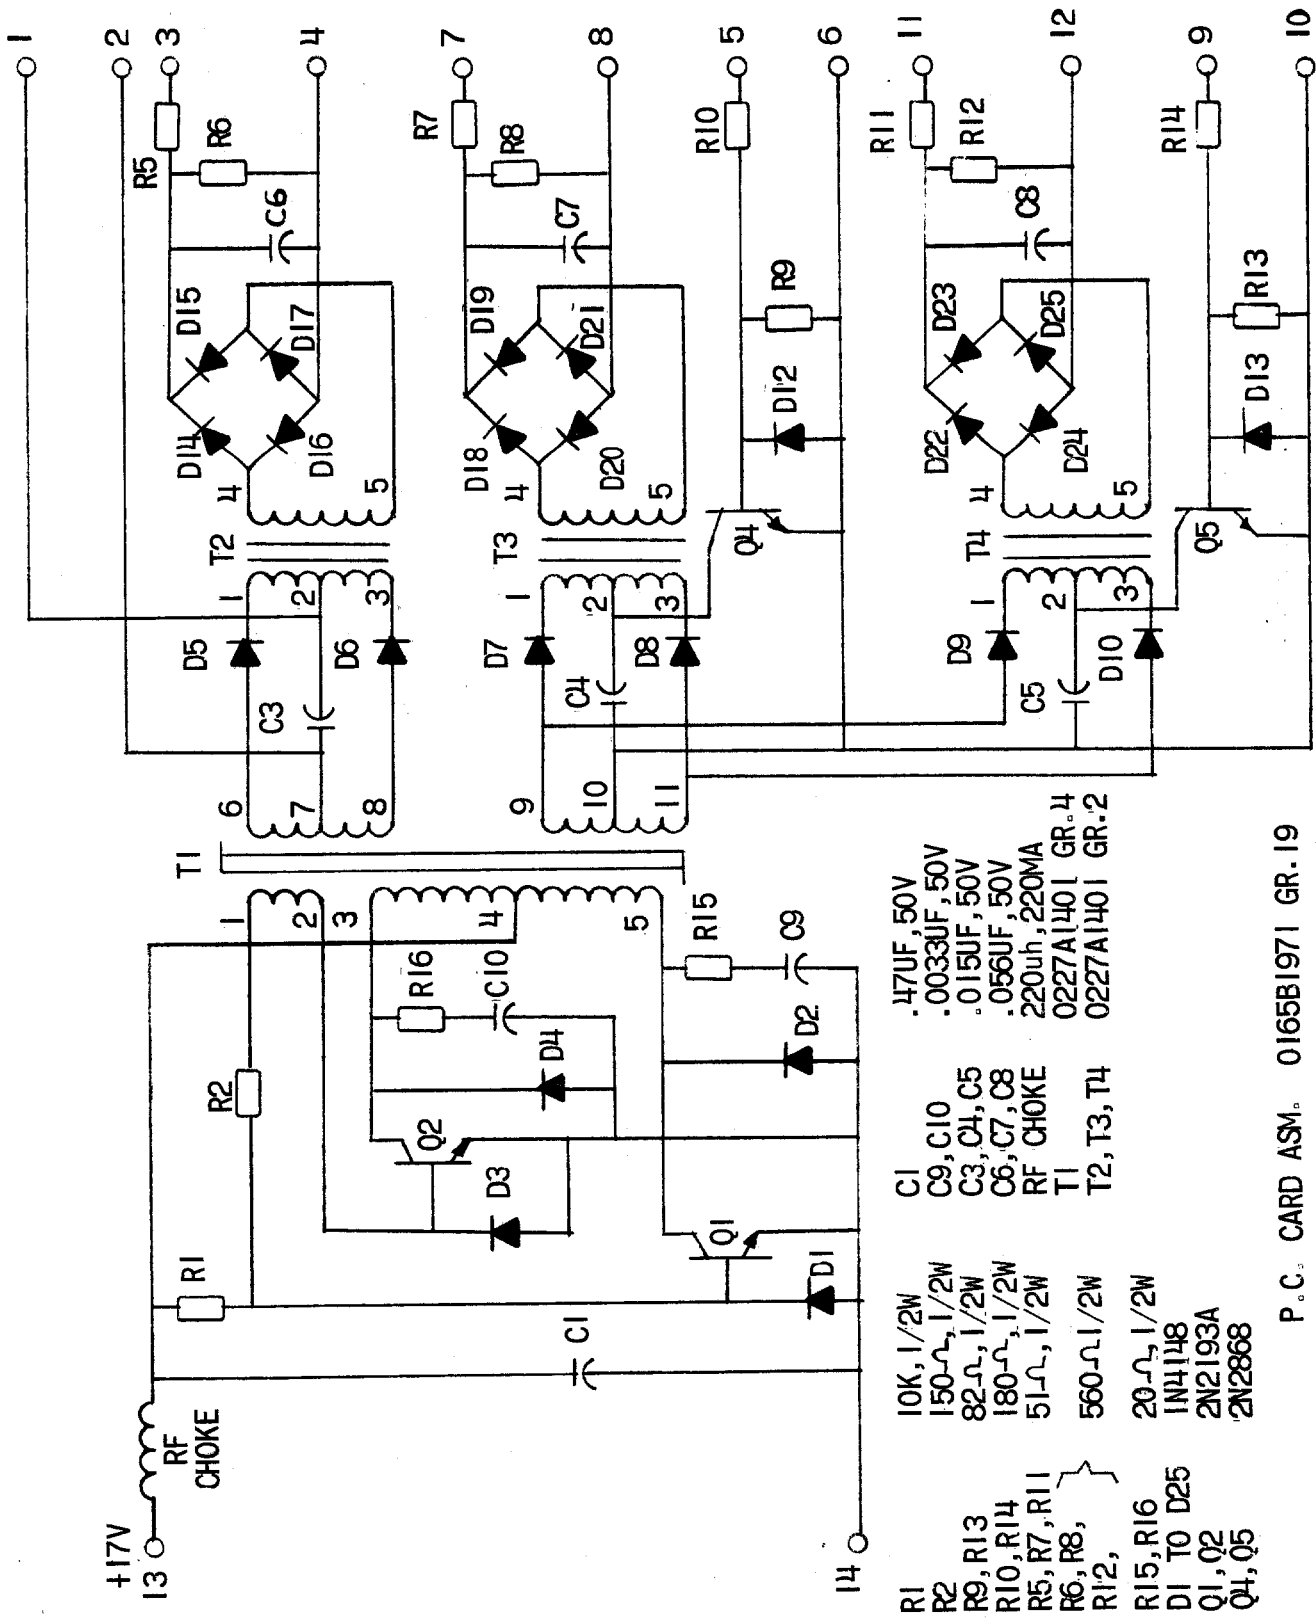 1
2
3
4
7
8
5
6
11
12
9
10
R5
R6
C6
D15
D17
D14
D16
4
5
T2
1
2
3
D5
D6
C3
R7
R8
C7
D19
D21
D18
D20
4
5
T3
1
2
3
D7
D8
C4
R10
R9
D12
Q4
R11
R12
C8
D23
D25
D22
D24
4
5
T4
1
2
3
D9
D10
C5
R14
R13
D13
Q5
6
7
8
9
10
11
T1
1
2
3
4
5
R16
C10
R15
C9
D2
D4
R2
Q2
D3
Q1
D1
R1
C1
RF
CHOKE
+17V
13
14
R1 10K, 1/2W
R2 150Ω, 1/2W
R9, R13 82Ω, 1/2W
R10, R14 180Ω, 1/2W
R5, R7, R11 51Ω, 1/2W
R6, R8,
R12, 560Ω 1/2W
R15, R16 20Ω, 1/2W
D1 TO D25 1N4148
Q1, Q2 2N2193A
Q4, Q5 2N2868
C1 .47UF, 50V
C9, C10 .0033UF, 50V
C3, C4, C5 .015UF, 50V
C6, C7, C8 .056UF, 50V
RF CHOKE 220uh, 220MA
T1 0227A1401 GR.4
T2, T3, T4 0227A1401 GR.2
P.C. CARD ASM. 0165B1971 GR.19